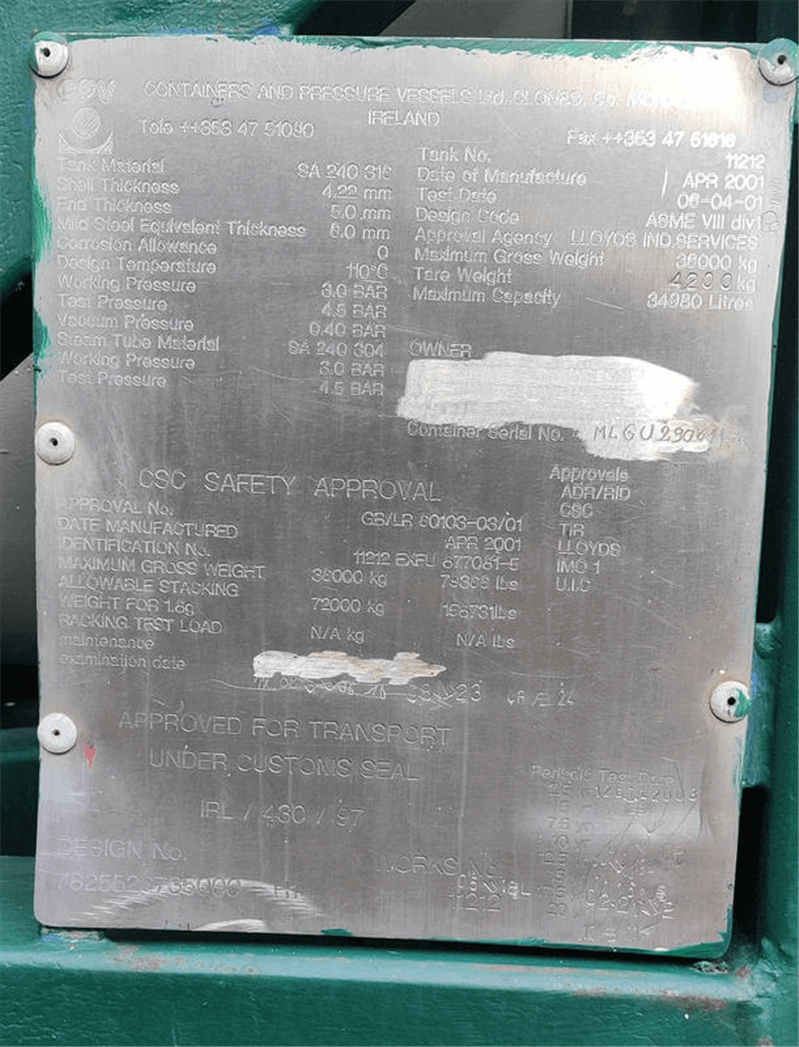 CPV CONTAINERS AND PRESSURE VESSELS Ltd., CLONES, Co.
IRELAND
Tele ++353 47 51090
Fax ++353 47 51616
Tank Material SA 240 316
Shell Thickness 4.22 mm
End Thickness 5.0 mm
Mild Steel Equivalent Thickness 6.0 mm
Corrosion Allowance 0
Design Temperature 110°C
Working Pressure 3.0 BAR
Test Pressure 4.5 BAR
Vacuum Pressure 0.40 BAR
Steam Tube Material SA 240 304
Working Pressure 3.0 BAR
Test Pressure 4.5 BAR
Tank No. 11212
Date of Manufacture APR 2001
Test Date 06-04-01
Design Code ASME VIII div1
Approval Agency LLOYDS IND.SERVICES
Maximum Gross Weight 36000 kg
Tare Weight 4200 kg
Maximum Capacity 34980 Litres
OWNER
Container Serial No. MLGU 29061
CSC SAFETY APPROVAL
APPROVAL No. GB/LR 60103-03/01
DATE MANUFACTURED APR 2001
IDENTIFICATION No. 11212 EXFU 877081-5
MAXIMUM GROSS WEIGHT 36000 kg 79366 lbs
ALLOWABLE STACKING
WEIGHT FOR 1.8g 72000 kg 158731lbs
RACKING TEST LOAD N/A kg N/A lbs
maintenance
examination date
23 24
Approvals
ADR/RID
CSC
TIR
LLOYDS
IMO 1
U.I.C
APPROVED FOR TRANSPORT
UNDER CUSTOMS SEAL
IRL / 430 / 97
DESIGN No.
WORKS No.
11212
Periodic Test Date